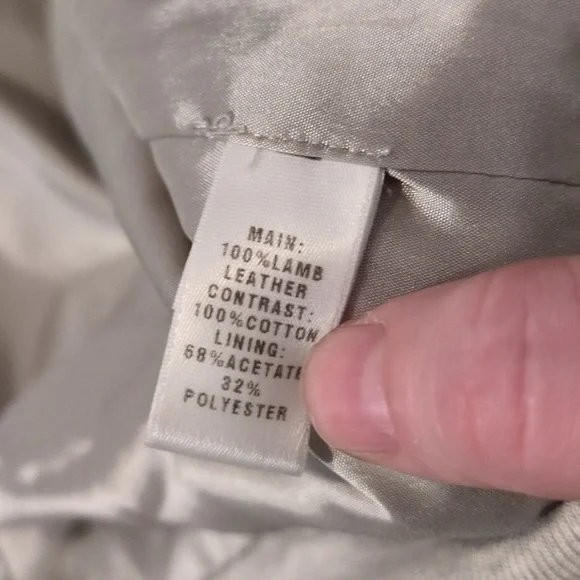 MAIN:
100%LAMB
LEATHER
CONTRAST:
100%COTTON
LINING:
68%ACETATE
32%
POLYESTER